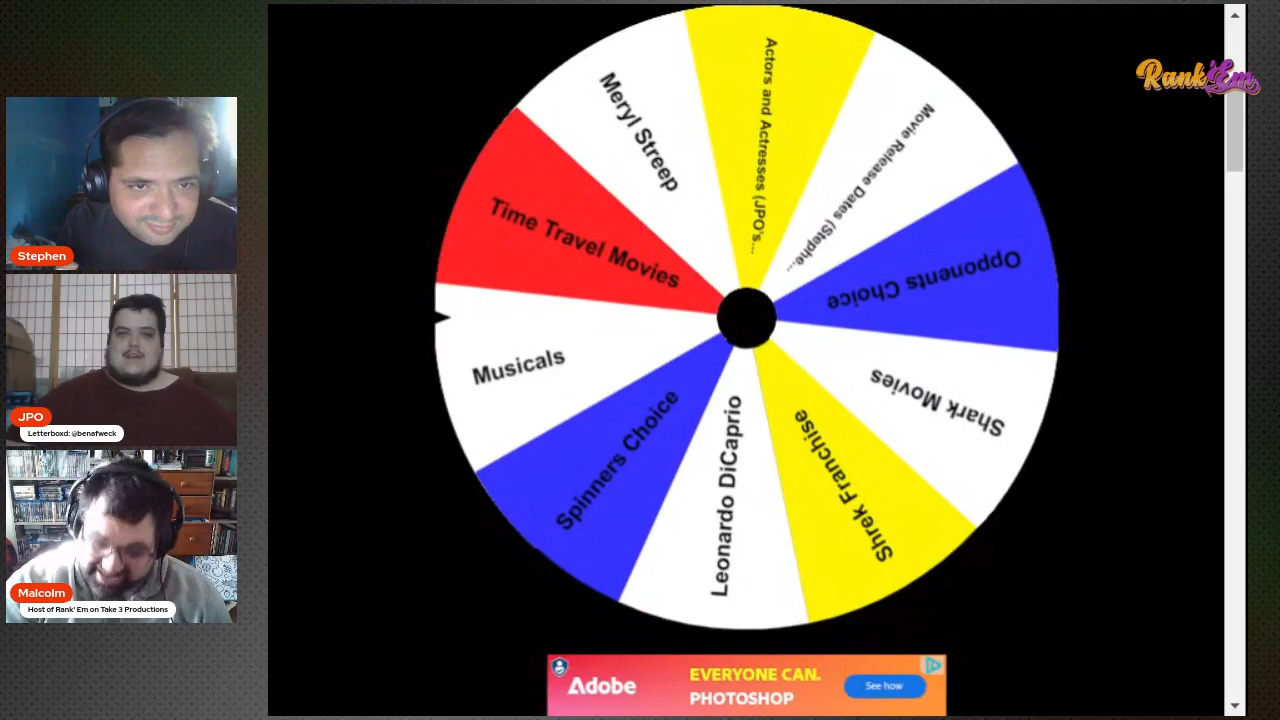 Rank'Em
Stephen
JPO
Letterboxd: @benafweck
Malcolm
Host of Rank' Em on Take 3 Productions
Actors and Actresses (JPO's...
Movie Release Dates (Stephe...
Opponents Choice
Shark Movies
Shrek Franchise
Leonardo DiCaprio
Spinners Choice
Musicals
Time Travel Movies
Meryl Streep
Adobe
EVERYONE CAN.
PHOTOSHOP
See how